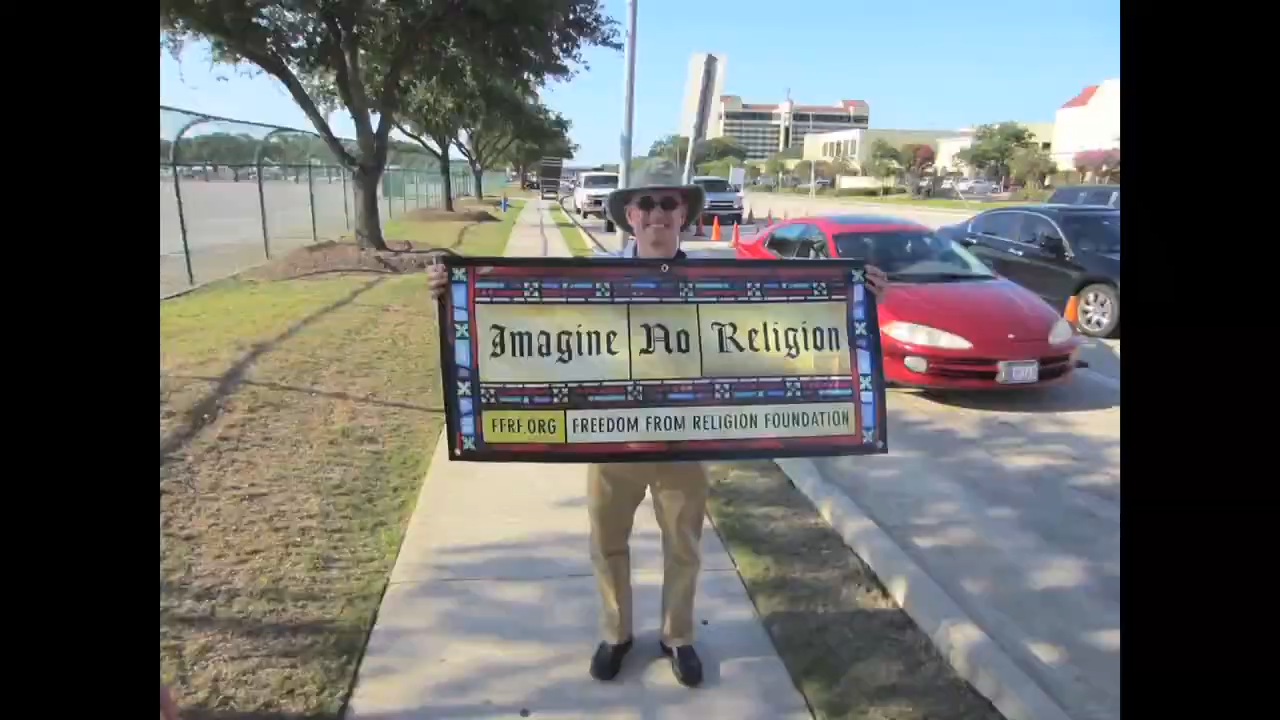 Imagine No Religion
FFRF.ORG FREEDOM FROM RELIGION FOUNDATION